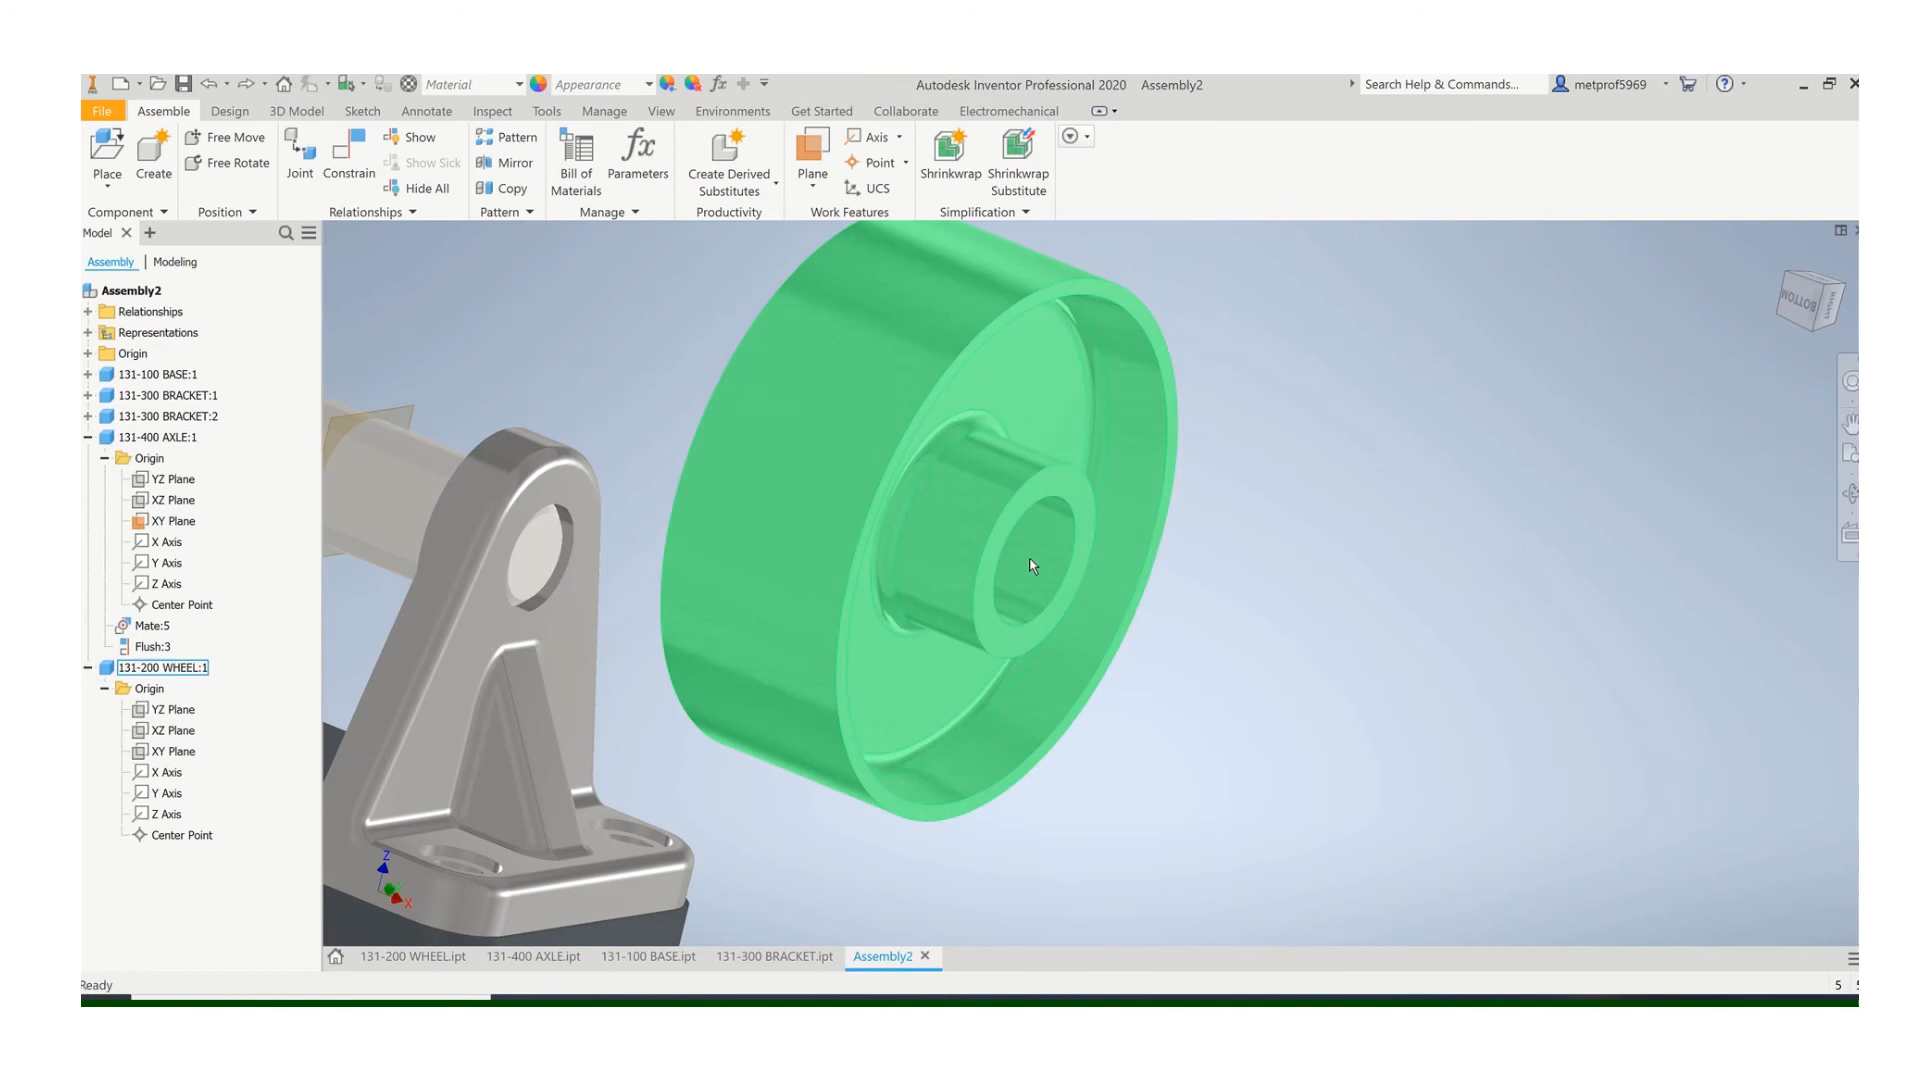 Material
Appearance
Autodesk Inventor Professional 2020 Assembly2
Search Help & Commands...
metprof5969
File Assemble Design 3D Model Sketch Annotate Inspect Tools Manage View Environments Get Started Collaborate Electromechanical
Place
Create
Free Move
Free Rotate
Joint
Constrain
Show
Show Sick
Hide All
Pattern
Mirror
Copy
Bill of
Materials
Parameters
Create Derived
Substitutes
Plane
Axis
Point
UCS
Shrinkwrap
Shrinkwrap
Substitute
Component Position Relationships Pattern Manage Productivity Work Features Simplification
Model
Assembly Modeling
Assembly2
Relationships
Representations
Origin
131-100 BASE:1
131-300 BRACKET:1
131-300 BRACKET:2
131-400 AXLE:1
Origin
YZ Plane
XZ Plane
XY Plane
X Axis
Y Axis
Z Axis
Center Point
Mate:5
Flush:3
131-200 WHEEL:1
Origin
YZ Plane
XZ Plane
XY Plane
X Axis
Y Axis
Z Axis
Center Point
BOTTOM
RIGHT
Z
X
131-200 WHEEL.ipt 131-400 AXLE.ipt 131-100 BASE.ipt 131-300 BRACKET.ipt Assembly2
Ready
5